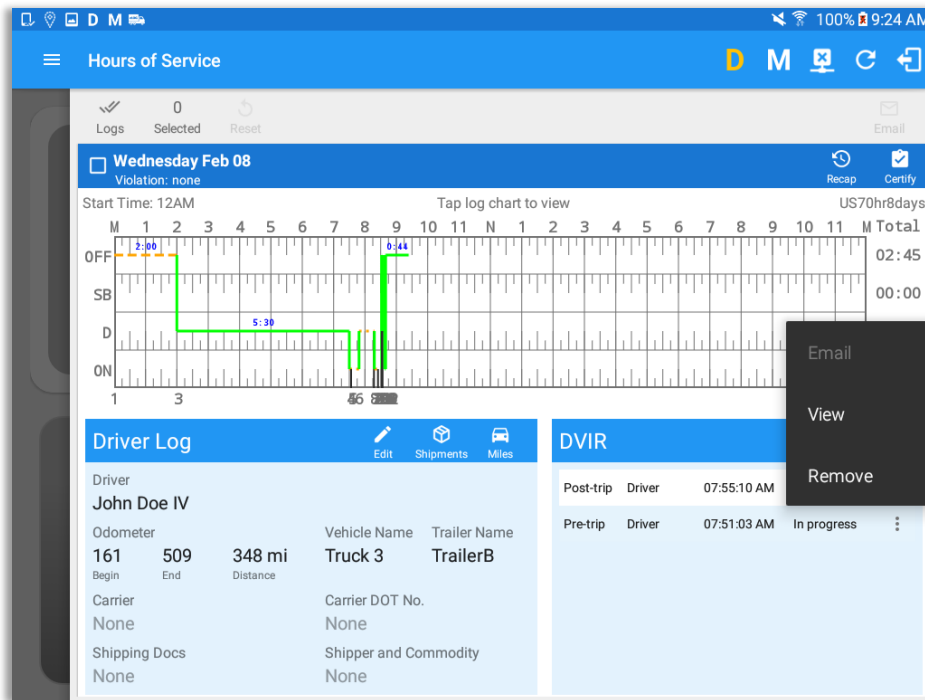 D M 100% 9:24 AM
Hours of Service D M
Logs 0 Selected Reset Email
Wednesday Feb 08
Violation: none
Recap Certify
Start Time: 12AM Tap log chart to view US70hr8days
M 1 2 3 4 5 6 7 8 9 10 11 N 1 2 3 4 5 6 7 8 9 10 11 M Total
OFF 2:00 0:44 02:45
SB 00:00
D 5:30
ON
1 3
Email
View
Remove
Driver Log Edit Shipments Miles
Driver
John Doe IV
Odometer Vehicle Name Trailer Name
161 509 348 mi Truck 3 TrailerB
Begin End Distance
Carrier Carrier DOT No.
None None
Shipping Docs Shipper and Commodity
None None
DVIR
Post-trip Driver 07:55:10 AM
Pre-trip Driver 07:51:03 AM In progress